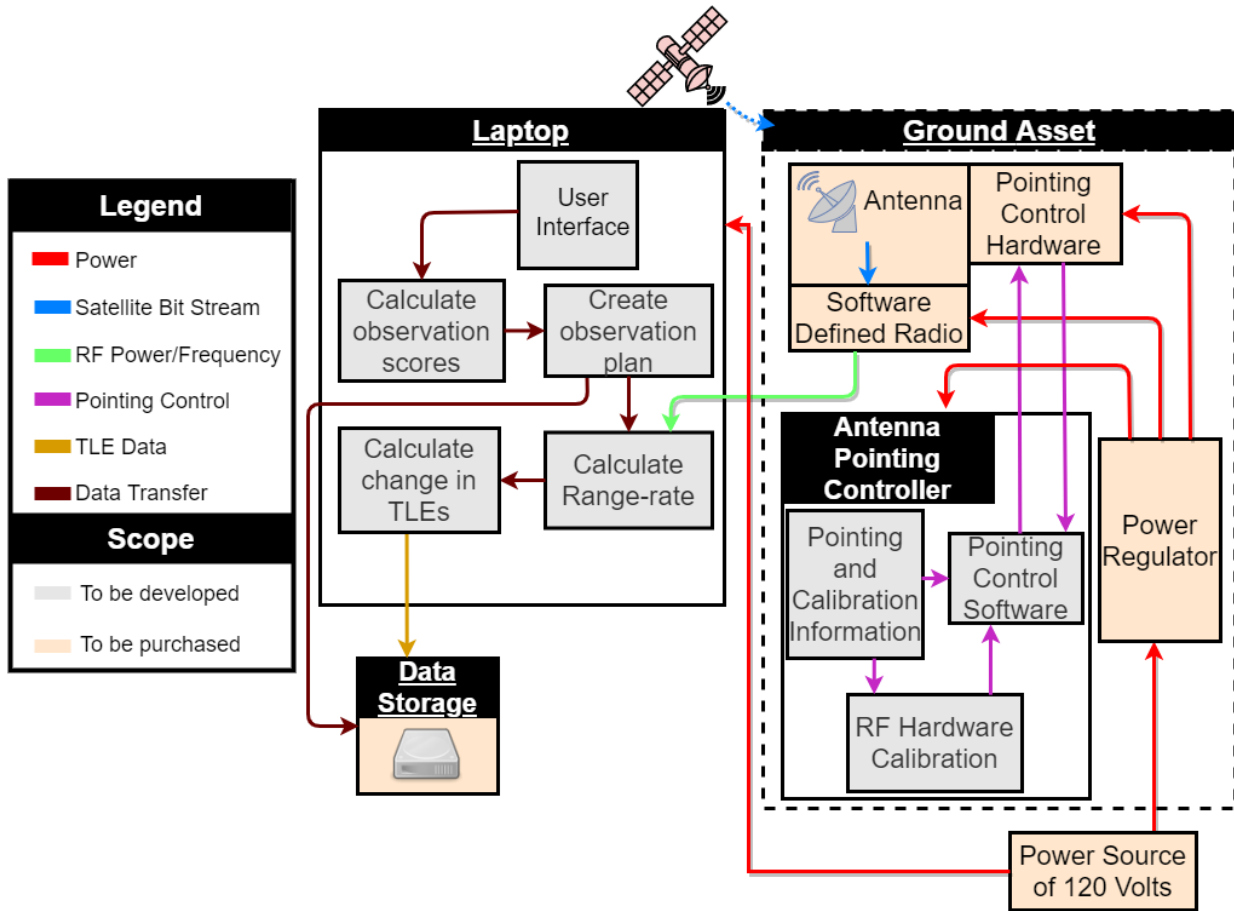 Laptop
Ground Asset
Legend
Power
Satellite Bit Stream
RF Power/Frequency
Pointing Control
TLE Data
Data Transfer
Scope
To be developed
To be purchased
User
Interface
Calculate
observation
scores
Create
observation
plan
Calculate
change in
TLEs
Calculate
Range-rate
Data
Storage
Antenna
Pointing
Control
Hardware
Software
Defined Radio
Antenna
Pointing
Controller
Pointing
and
Calibration
Information
Pointing
Control
Software
RF Hardware
Calibration
Power
Regulator
Power Source
of 120 Volts